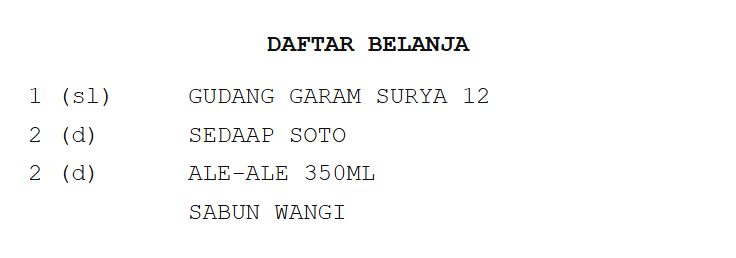 DAFTAR BELANJA
1 (sl) GUDANG GARAM SURYA 12
2 (d) SEDAAP SOTO
2 (d) ALE-ALE 350ML
SABUN WANGI